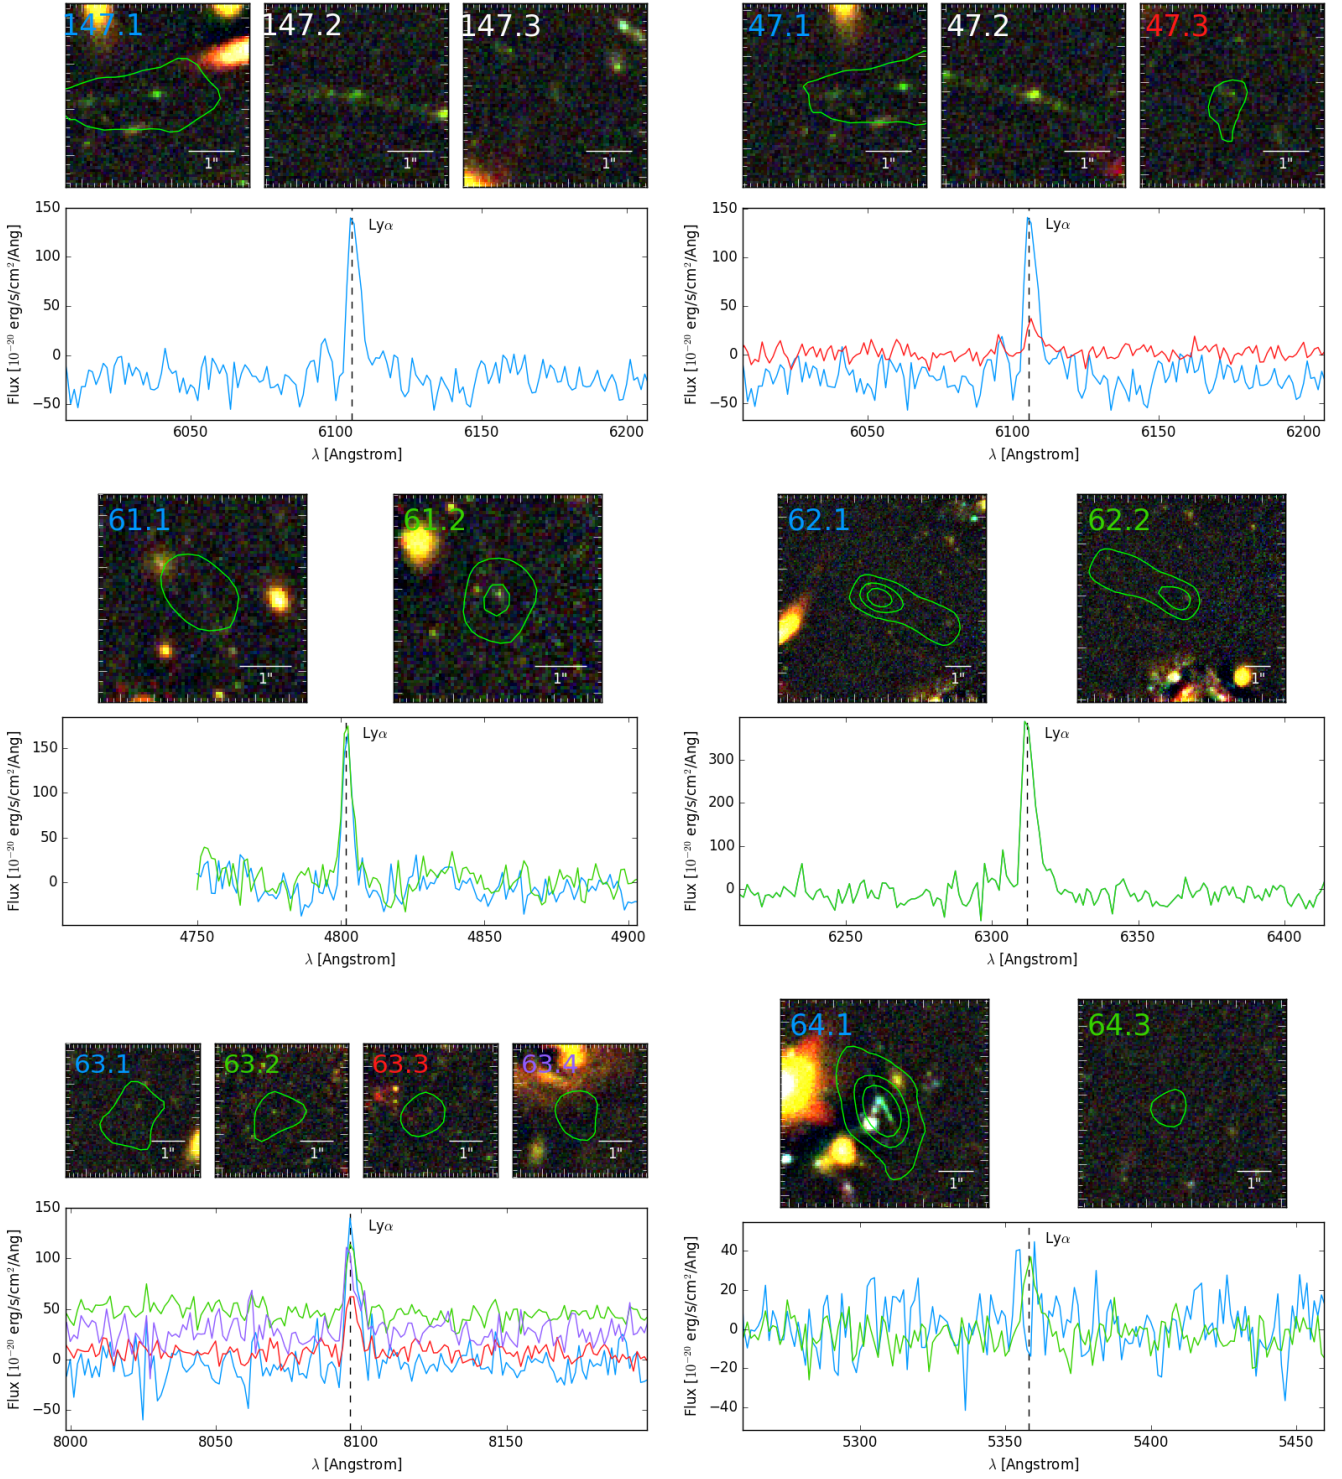 147.1 147.2 147.3 47.1 47.2 47.3
1" 1" 1" 1" 1" 1"
150
100
50
0
−50
Flux [10⁻²⁰ erg/s/cm²/Ang]
Lyα
6050 6100 6150 6200
λ [Angstrom]
150
100
50
0
−50
Flux [10⁻²⁰ erg/s/cm²/Ang]
Lyα
6050 6100 6150 6200
λ [Angstrom]
61.1 61.2 62.1 62.2
1" 1" 1" 1"
150
100
50
0
Flux [10⁻²⁰ erg/s/cm²/Ang]
Lyα
4750 4800 4850 4900
λ [Angstrom]
300
200
100
0
Flux [10⁻²⁰ erg/s/cm²/Ang]
Lyα
6250 6300 6350 6400
λ [Angstrom]
63.1 63.2 63.3 63.4
1" 1" 1" 1"
64.1 64.3
1" 1"
150
100
50
0
−50
Flux [10⁻²⁰ erg/s/cm²/Ang]
Lyα
8000 8050 8100 8150
λ [Angstrom]
40
20
0
−20
−40
Flux [10⁻²⁰ erg/s/cm²/Ang]
Lyα
5300 5350 5400 5450
λ [Angstrom]